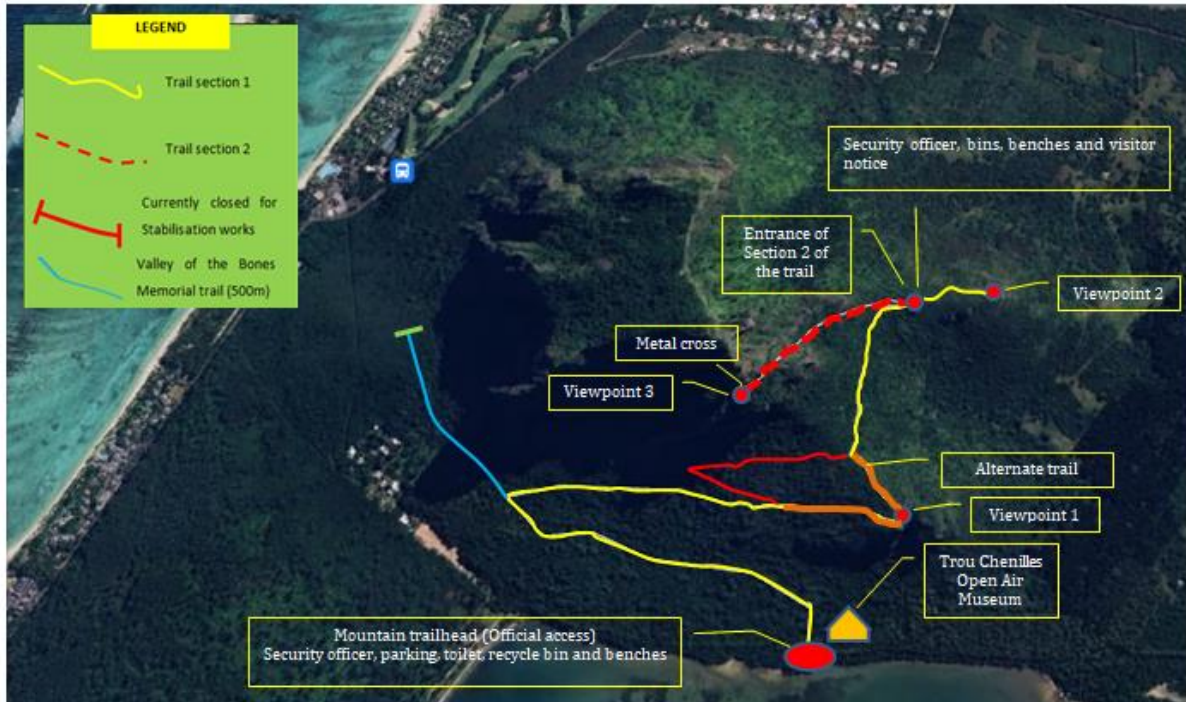 LEGEND
Trail section 1
Trail section 2
Currently closed for
Stabilisation works
Valley of the Bones
Memorial trail (500m)
Security officer, bins, benches and visitor
notice
Entrance of
Section 2 of
the trail
Viewpoint 2
Metal cross
Viewpoint 3
Alternate trail
Viewpoint 1
Trou Chenilles
Open Air
Museum
Mountain trailhead (Official access)
Security officer, parking, toilet, recycle bin and benches